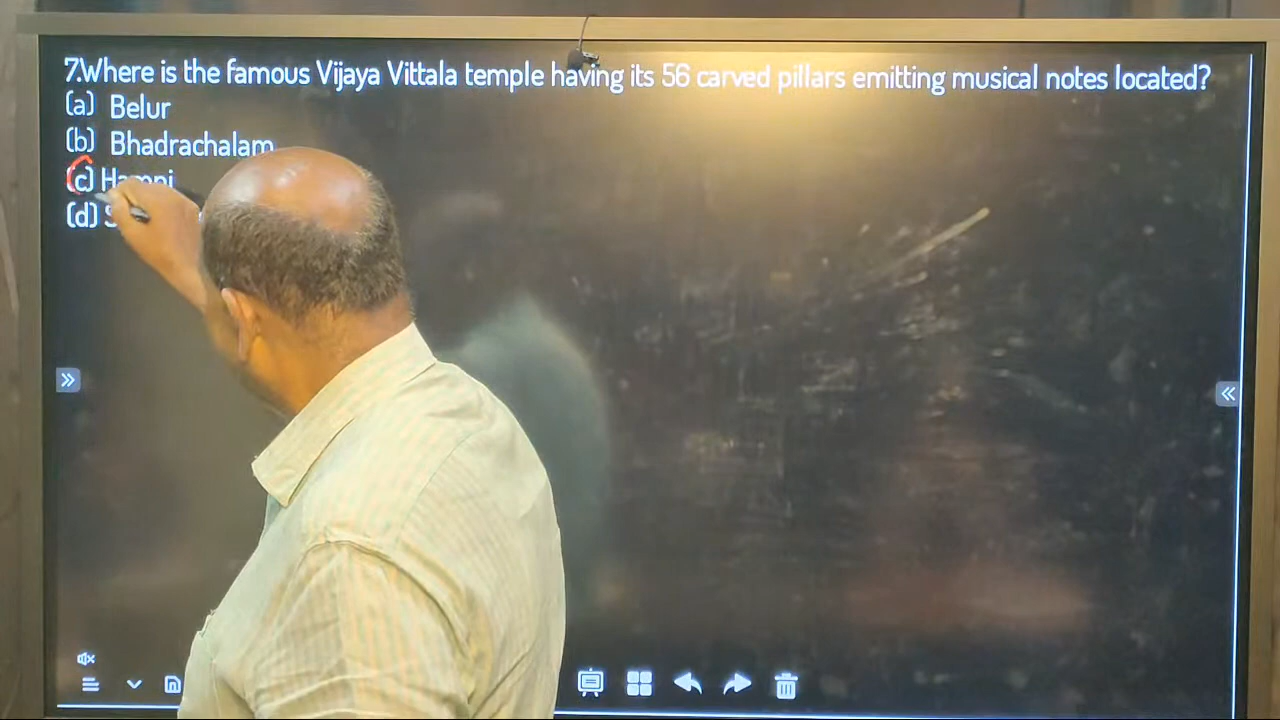 7.Where is the famous Vijaya Vittala temple having its 56 carved pillars emitting musical notes located?
(a) Belur
(b) Bhadrachalam
(c) Hampi
(d)